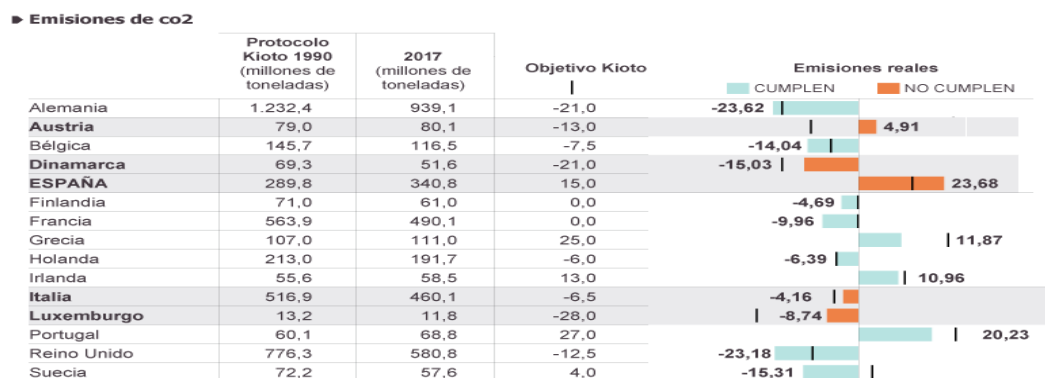 Emisiones de co2
Protocolo Kioto 1990 (millones de toneladas) 2017 (millones de toneladas) Objetivo Kioto Emisiones reales
CUMPLEN NO CUMPLEN
Alemania 1.232,4 939,1 -21,0 -23,62
Austria 79,0 80,1 -13,0 4,91
Bélgica 145,7 116,5 -7,5 -14,04
Dinamarca 69,3 51,6 -21,0 -15,03
ESPAÑA 289,8 340,8 15,0 23,68
Finlandia 71,0 61,0 0,0 -4,69
Francia 563,9 490,1 0,0 -9,96
Grecia 107,0 111,0 25,0 11,87
Holanda 213,0 191,7 -6,0 -6,39
Irlanda 55,6 58,5 13,0 10,96
Italia 516,9 460,1 -6,5 -4,16
Luxemburgo 13,2 11,8 -28,0 -8,74
Portugal 60,1 68,8 27,0 20,23
Reino Unido 776,3 580,8 -12,5 -23,18
Suecia 72,2 57,6 4,0 -15,31